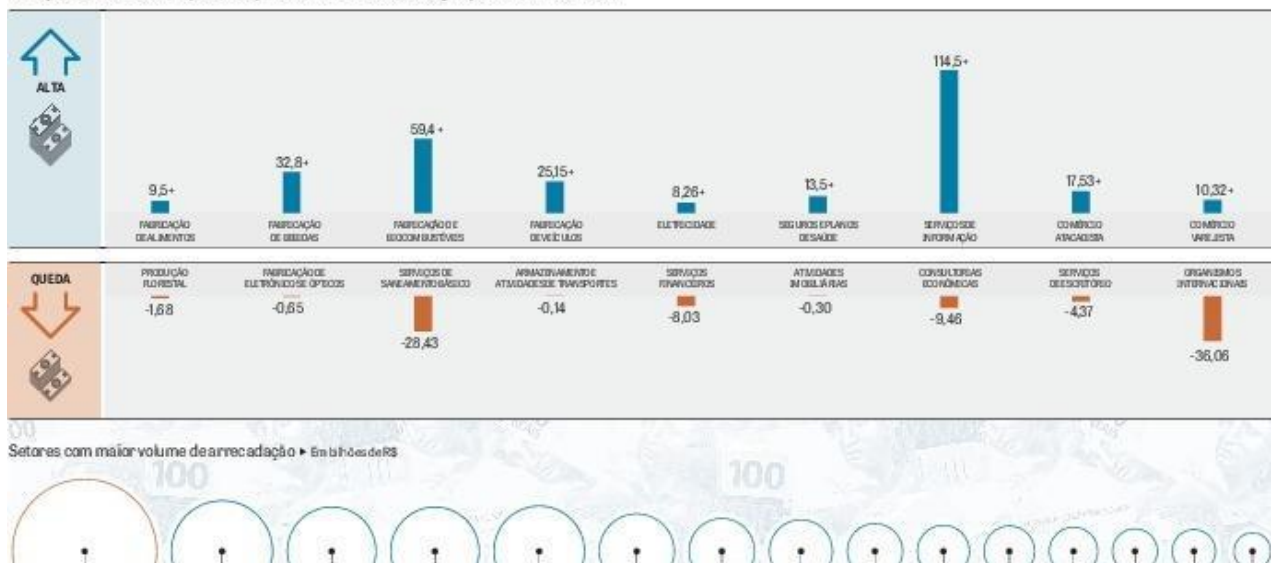 ALTA
9,5+
32,8+
59,4+
25,15+
8,26+
13,5+
114,5+
17,53+
10,32+
FABRICAÇÃO
DE ALIMENTOS
FABRICAÇÃO
DE BEBIDAS
FABRICAÇÃO DE
BIOCOMBUSTÍVEIS
FABRICAÇÃO
DE VEÍCULOS
ELETRICIDADE
SEGUROS E PLANOS
DE SAÚDE
SERVIÇOS DE
INFORMAÇÃO
COMÉRCIO
ATACADISTA
COMÉRCIO
VAREJISTA
QUEDA
PRODUÇÃO
FLORESTAL
-1,68
FABRICAÇÃO DE
ELETRÔNICOS E ÓPTICOS
-0,65
SERVIÇOS DE
SANEAMENTO BÁSICO
-28,43
ARMAZENAMENTO E
ATIVIDADES DE TRANSPORTES
-0,14
SERVIÇOS
FINANCEIROS
-8,03
ATIVIDADES
IMOBILIÁRIAS
-0,30
CONSULTORIAS
ECONÔMICAS
-9,46
SERVIÇOS
DE ESCRITÓRIO
-4,37
ORGANISMOS
INTERNACIONAIS
-36,06
Setores com maior volume de arrecadação ▸ Em bilhões de R$
100
100